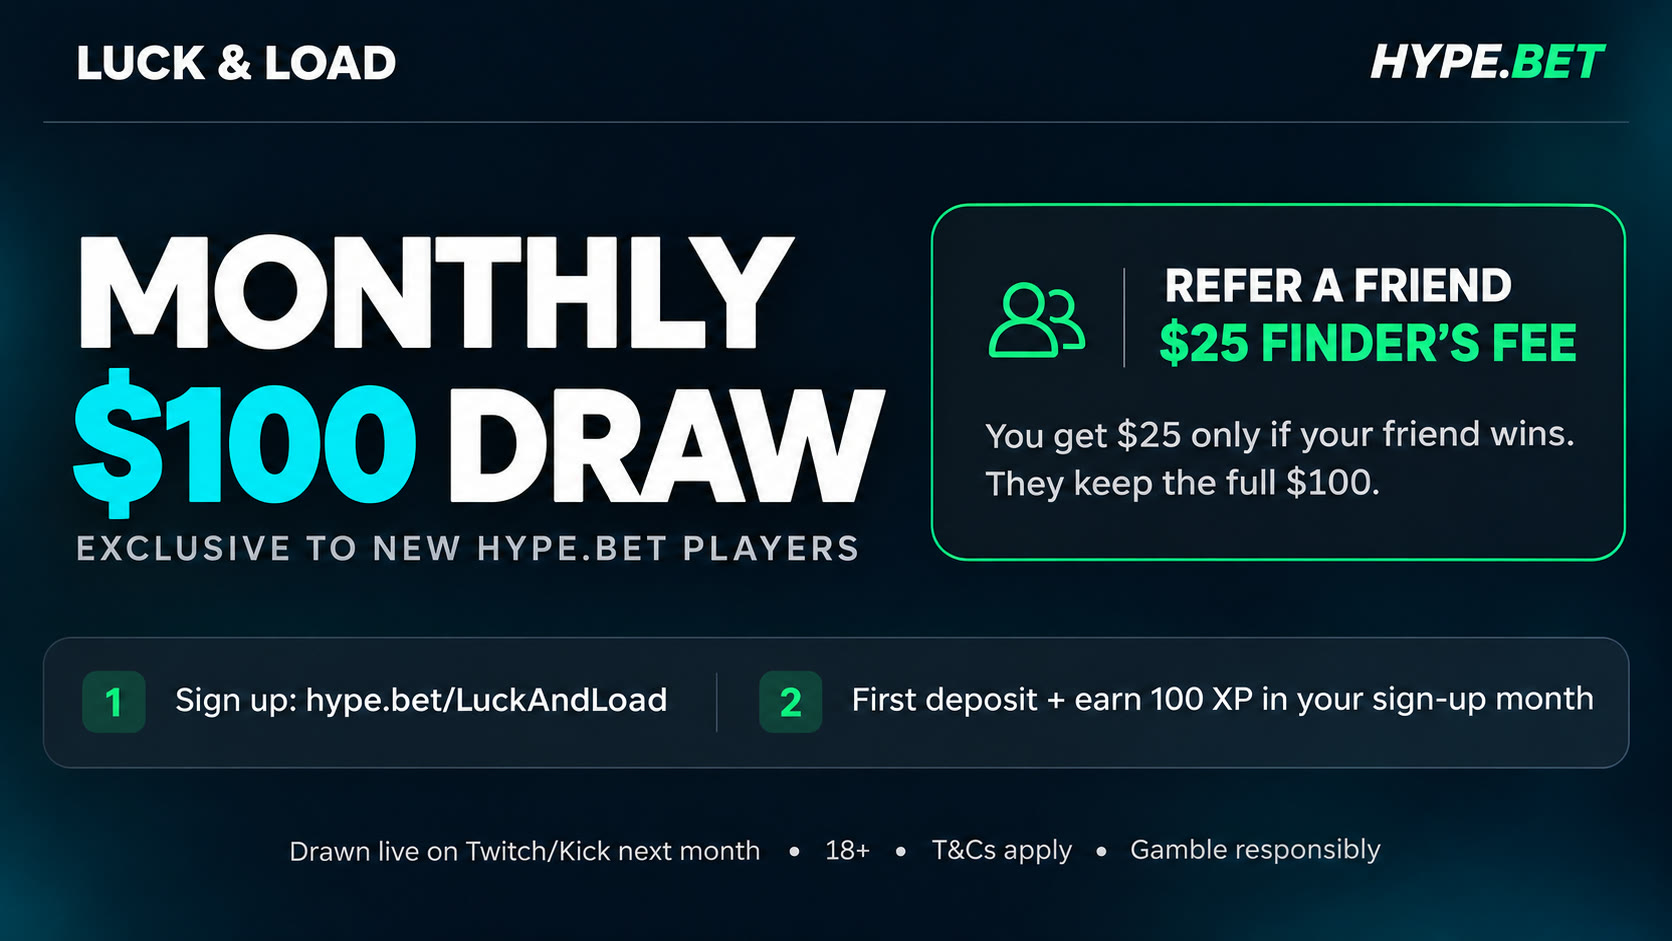 LUCK & LOAD
HYPE.BET
MONTHLY
$100 DRAW
EXCLUSIVE TO NEW HYPE.BET PLAYERS
REFER A FRIEND
$25 FINDER’S FEE
You get $25 only if your friend wins.
They keep the full $100.
1 Sign up: hype.bet/LuckAndLoad
2 First deposit + earn 100 XP in your sign-up month
Drawn live on Twitch/Kick next month • 18+ • T&Cs apply • Gamble responsibly